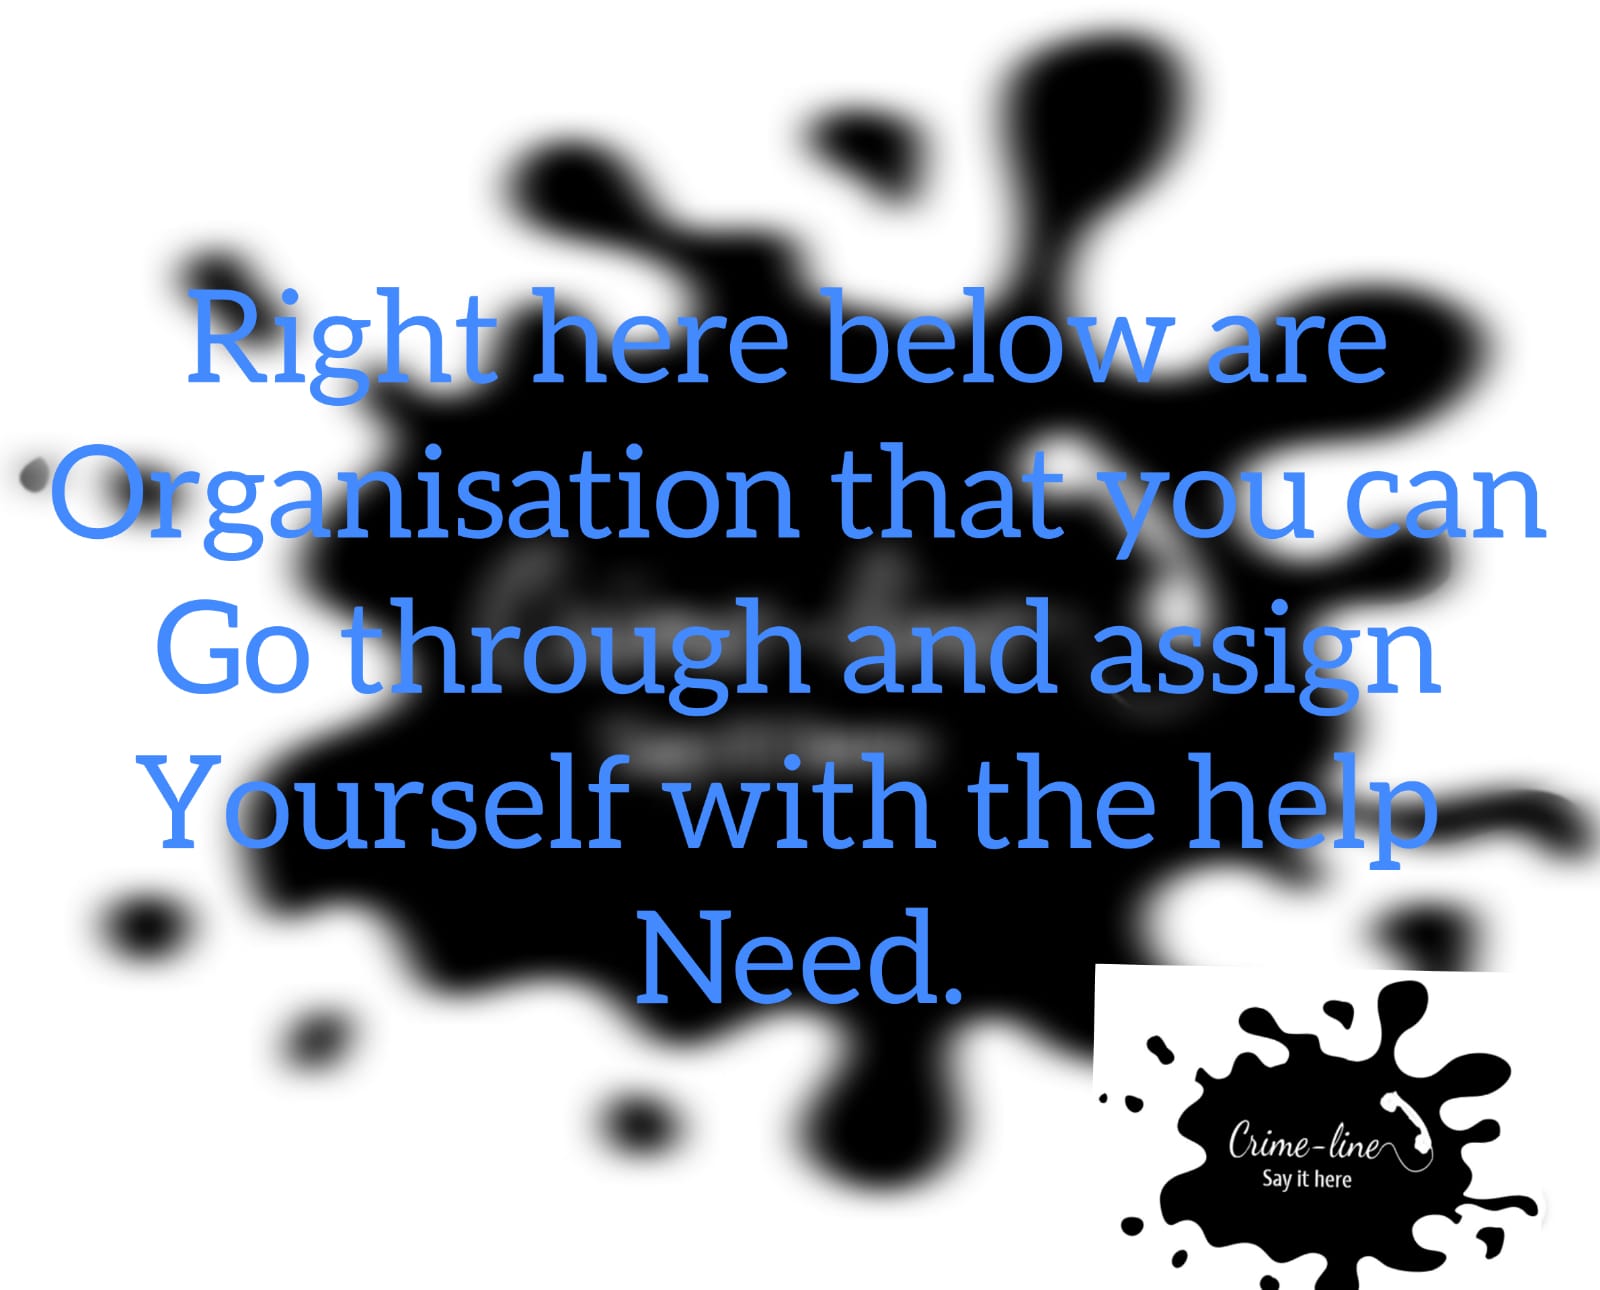 Right here below are
Organisation that you can
Go through and assign
Yourself with the help
Need.
Crime-line
Say it here